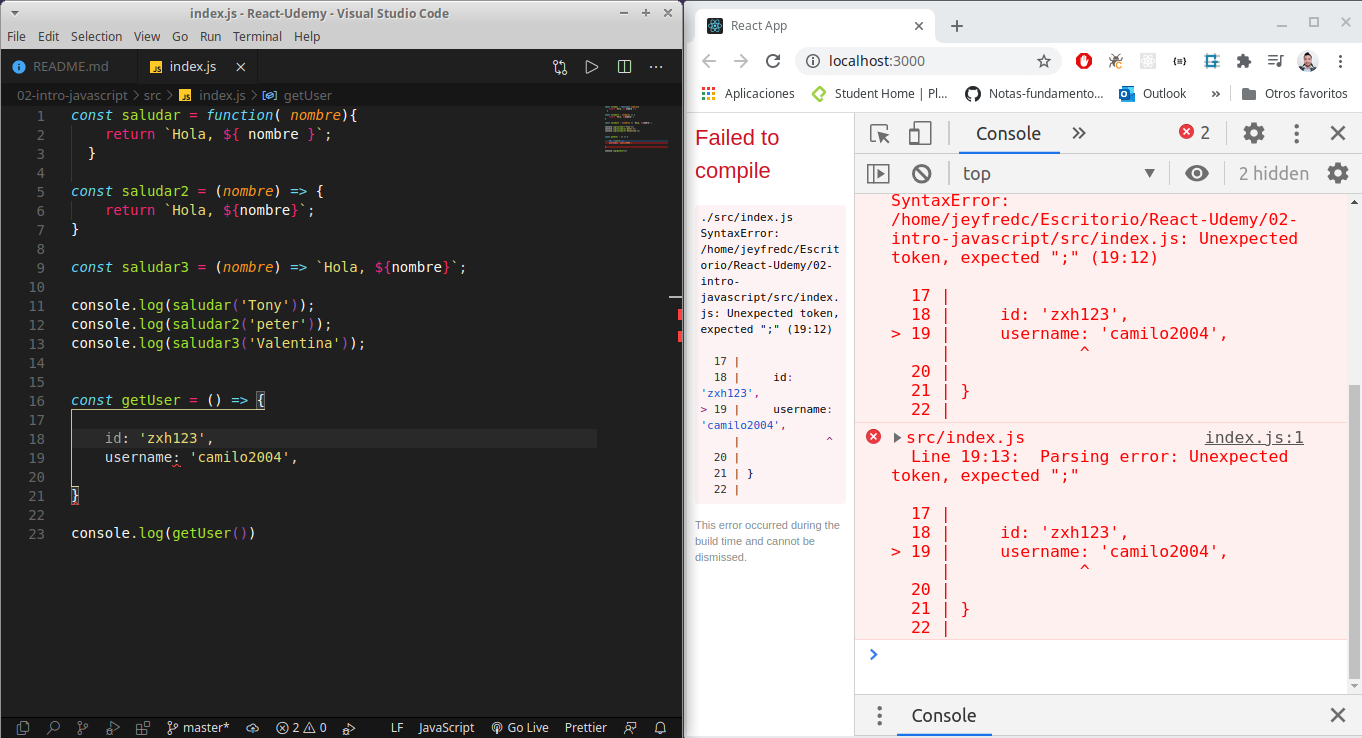 index.js - React-Udemy - Visual Studio Code
File Edit Selection View Go Run Terminal Help
README.md
JS index.js
02-intro-javascript > src > JS index.js > getUser
1 const saludar = function( nombre){
2 return `Hola, ${ nombre }`;
3 }
4
5 const saludar2 = (nombre) => {
6 return `Hola, ${nombre}`;
7 }
8
9 const saludar3 = (nombre) => `Hola, ${nombre}`;
10
11 console.log(saludar('Tony'));
12 console.log(saludar2('peter'));
13 console.log(saludar3('Valentina'));
14
15
16 const getUser = () => {
17
18 id: 'zxh123',
19 username: 'camilo2004',
20
21 }
22
23 console.log(getUser())
master* 2 0 LF JavaScript Go Live Prettier
React App
localhost:3000
Aplicaciones Student Home | Pl... Notas-fundamento... Outlook » Otros favoritos
Failed to
compile
./src/index.js
SyntaxError:
/home/jeyfredc/Escrit
orio/React-Udemy/02-
intro-
javascript/src/index.
js: Unexpected token,
expected ";" (19:12)
17 |
18 | id:
'zxh123',
> 19 | username:
'camilo2004',
| ^
20 |
21 | }
22 |
This error occurred during the
build time and cannot be
dismissed.
Console » 2
top 2 hidden
SyntaxError:
/home/jeyfredc/Escritorio/React-Udemy/02-
intro-javascript/src/index.js: Unexpected
token, expected ";" (19:12)
17 |
18 | id: 'zxh123',
> 19 | username: 'camilo2004',
| ^
20 |
21 | }
22 |
src/index.js index.js:1
Line 19:13: Parsing error: Unexpected
token, expected ";"
17 |
18 | id: 'zxh123',
> 19 | username: 'camilo2004',
| ^
20 |
21 | }
22 |
Console